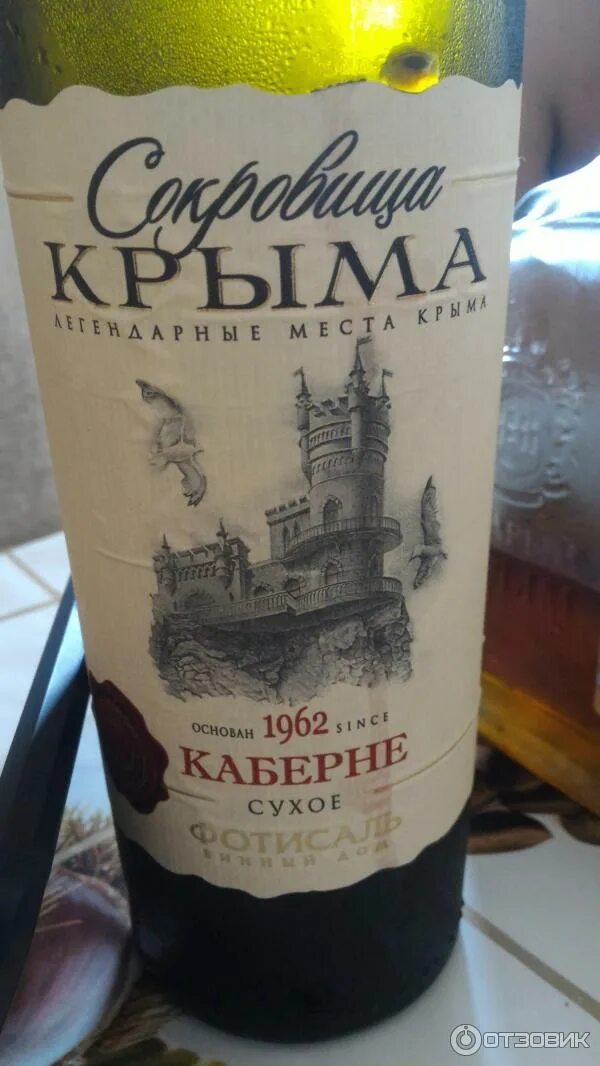 Сокровища
КРЫМА
ЛЕГЕНДАРНЫЕ МЕСТА КРЫМА
ОСНОВАН 1962 SINCE
КАБЕРНЕ
СУХОЕ
ФОТИСАЛЬ
ВИННЫЙ ДОМ
ОТЗОВИК